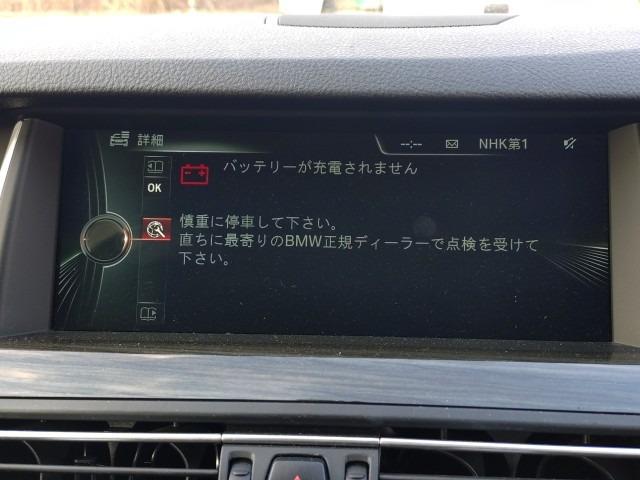 詳細
--:--
NHK第1
バッテリーが充電されません
OK
慎重に停車して下さい。
直ちに最寄りのBMW正規ディーラーで点検を受けて
下さい。